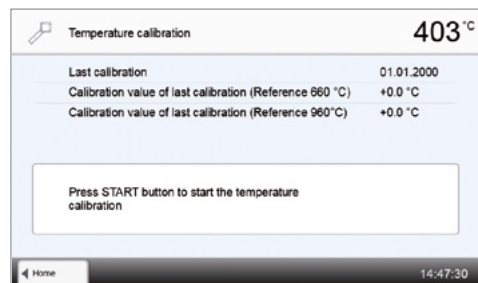 Temperature calibration 403 °C
Last calibration 01.01.2000
Calibration value of last calibration (Reference 660 °C) +0.0 °C
Calibration value of last calibration (Reference 960°C) +0.0 °C
Press START button to start the temperature
calibration
Home 14:47:30